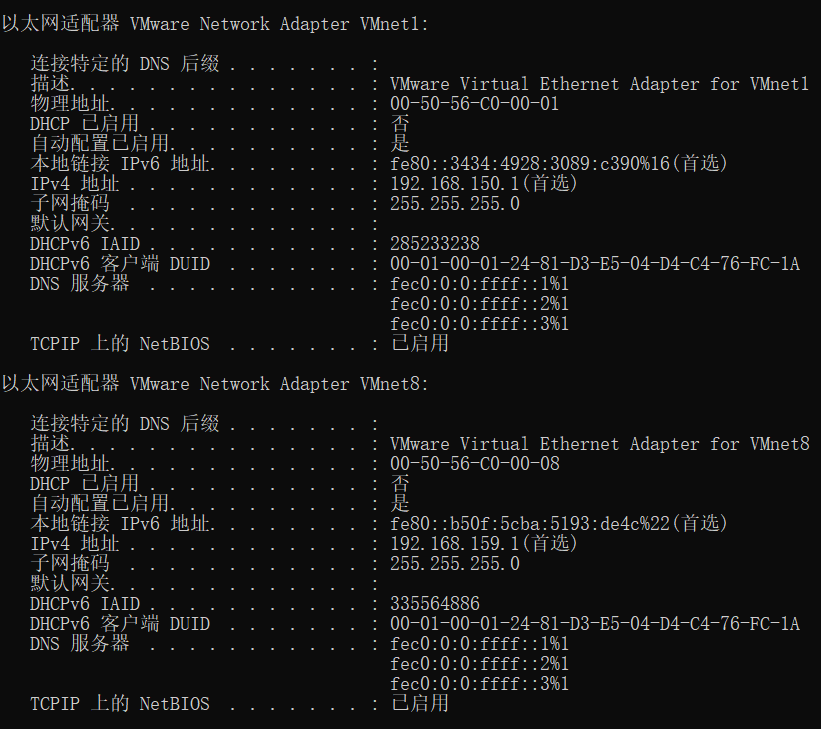 以太网适配器 VMware Network Adapter VMnet1:
连接特定的 DNS 后缀 . . . . . . . :
描述. . . . . . . . . . . . . . . : VMware Virtual Ethernet Adapter for VMnet1
物理地址. . . . . . . . . . . . . : 00-50-56-C0-00-01
DHCP 已启用 . . . . . . . . . . . : 否
自动配置已启用. . . . . . . . . . : 是
本地链接 IPv6 地址. . . . . . . . : fe80::3434:4928:3089:c390%16(首选)
IPv4 地址 . . . . . . . . . . . . : 192.168.150.1(首选)
子网掩码  . . . . . . . . . . . . : 255.255.255.0
默认网关. . . . . . . . . . . . . :
DHCPv6 IAID . . . . . . . . . . . : 285233238
DHCPv6 客户端 DUID  . . . . . . . : 00-01-00-01-24-81-D3-E5-04-D4-C4-76-FC-1A
DNS 服务器  . . . . . . . . . . . : fec0:0:0:ffff::1%1
fec0:0:0:ffff::2%1
fec0:0:0:ffff::3%1
TCPIP 上的 NetBIOS  . . . . . . . : 已启用
以太网适配器 VMware Network Adapter VMnet8:
连接特定的 DNS 后缀 . . . . . . . :
描述. . . . . . . . . . . . . . . : VMware Virtual Ethernet Adapter for VMnet8
物理地址. . . . . . . . . . . . . : 00-50-56-C0-00-08
DHCP 已启用 . . . . . . . . . . . : 否
自动配置已启用. . . . . . . . . . : 是
本地链接 IPv6 地址. . . . . . . . : fe80::b50f:5cba:5193:de4c%22(首选)
IPv4 地址 . . . . . . . . . . . . : 192.168.159.1(首选)
子网掩码  . . . . . . . . . . . . : 255.255.255.0
默认网关. . . . . . . . . . . . . :
DHCPv6 IAID . . . . . . . . . . . : 335564886
DHCPv6 客户端 DUID  . . . . . . . : 00-01-00-01-24-81-D3-E5-04-D4-C4-76-FC-1A
DNS 服务器  . . . . . . . . . . . : fec0:0:0:ffff::1%1
fec0:0:0:ffff::2%1
fec0:0:0:ffff::3%1
TCPIP 上的 NetBIOS  . . . . . . . : 已启用